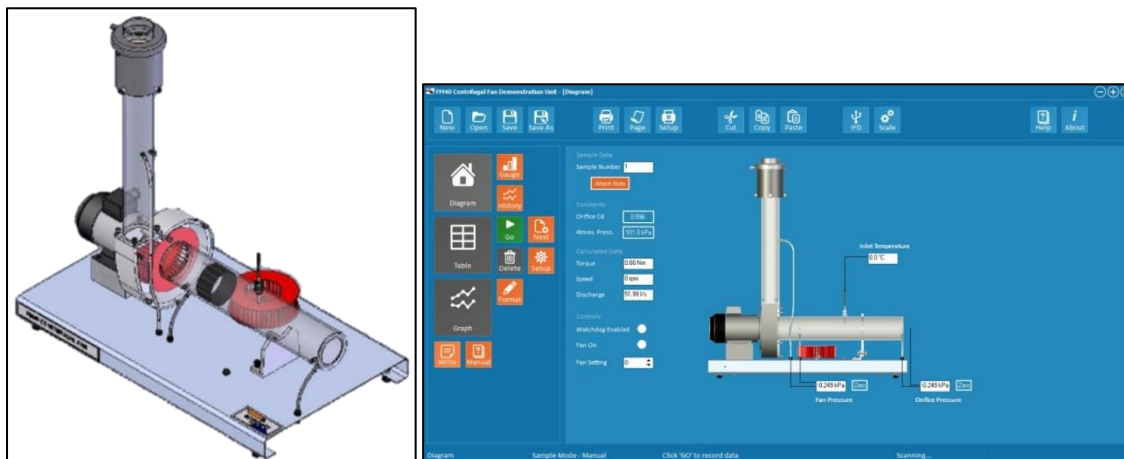 FM40 Centrifugal Fan Demonstration Unit - [Diagram]
New Open Save Save As Print Page Setup Cut Copy Paste IFD Scale Help About
Diagram
Gauge
History
Table
Go
Next
Delete
Setup
Graph
Format
Write
Manual
Sample Data
Sample Number 1
Attach Note
Constants
Orifice Cd 0.596
Atmos. Press. 101.0 kPa
Calculated Data
Torque 0.00 Nm
Speed 0 rpm
Discharge 51.99 l/s
Controls
Watchdog Enabled
Fan On
Fan Setting 0
Inlet Temperature
0.0 °C
-0.249 kPa Zero
Fan Pressure
-0.249 kPa Zero
Orifice Pressure
Diagram Sample Mode - Manual Click 'GO' to record data Scanning...